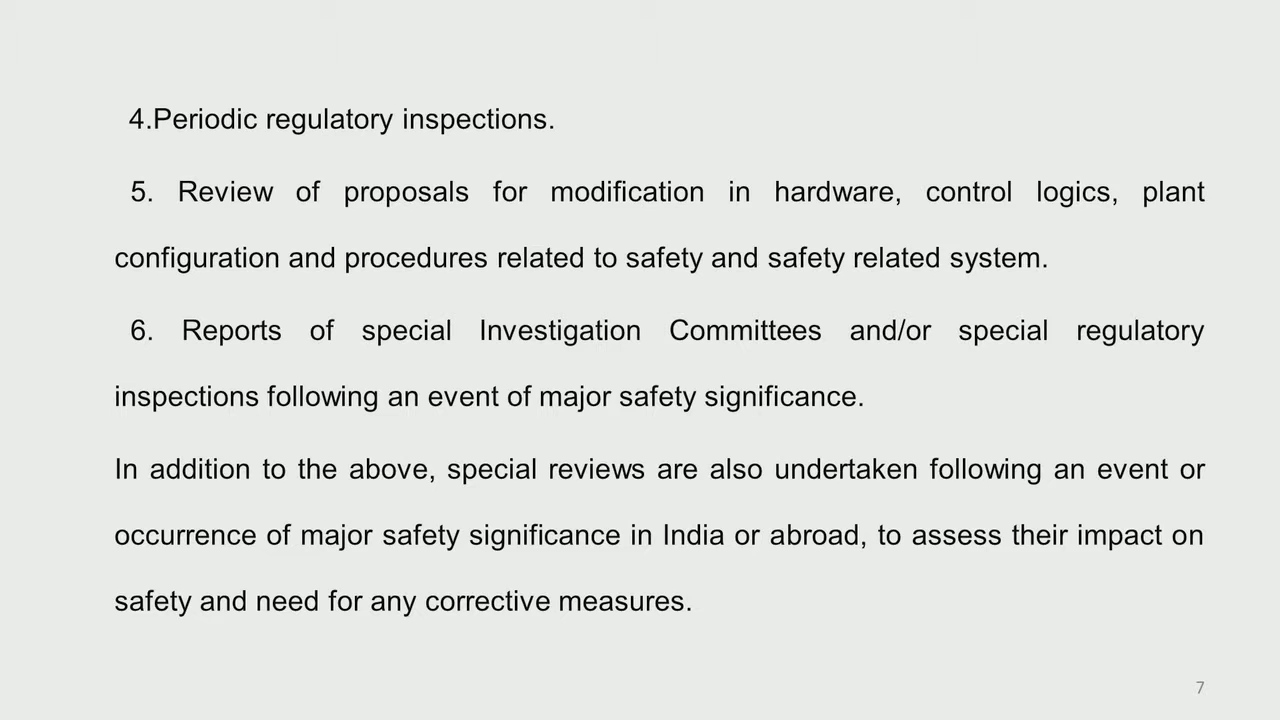 4.Periodic regulatory inspections.
5. Review of proposals for modification in hardware, control logics, plant
configuration and procedures related to safety and safety related system.
6. Reports of special Investigation Committees and/or special regulatory
inspections following an event of major safety significance.
In addition to the above, special reviews are also undertaken following an event or
occurrence of major safety significance in India or abroad, to assess their impact on
safety and need for any corrective measures.
7